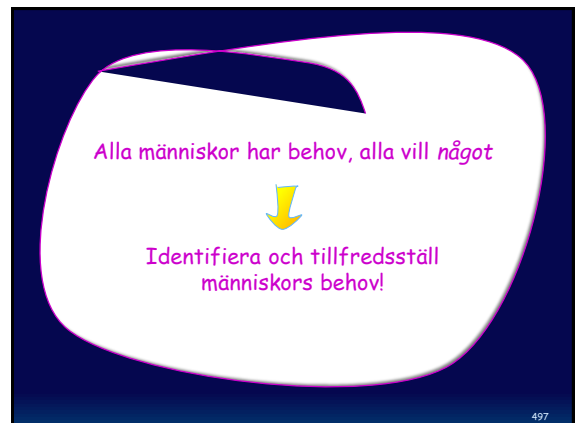 Alla människor har behov, alla vill något
Identifiera och tillfredsställ
människors behov!
497